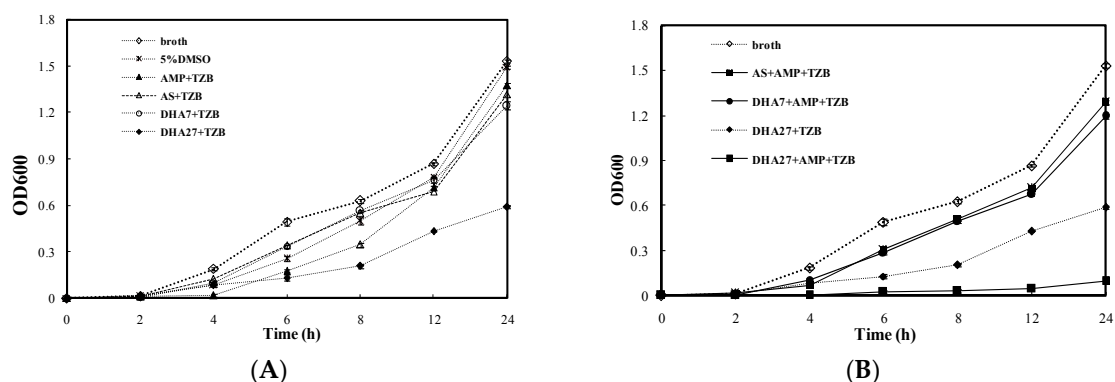 1.8
1.5
1.2
0.9
0.6
0.3
0
OD600
broth
5%DMSO
AMP+TZB
AS+TZB
DHA7+TZB
DHA27+TZB
0 2 4 6 8 12 24
Time (h)
(A)
1.8
1.5
1.2
0.9
0.6
0.3
0
OD600
broth
AS+AMP+TZB
DHA7+AMP+TZB
DHA27+TZB
DHA27+AMP+TZB
0 2 4 6 8 12 24
Time (h)
(B)